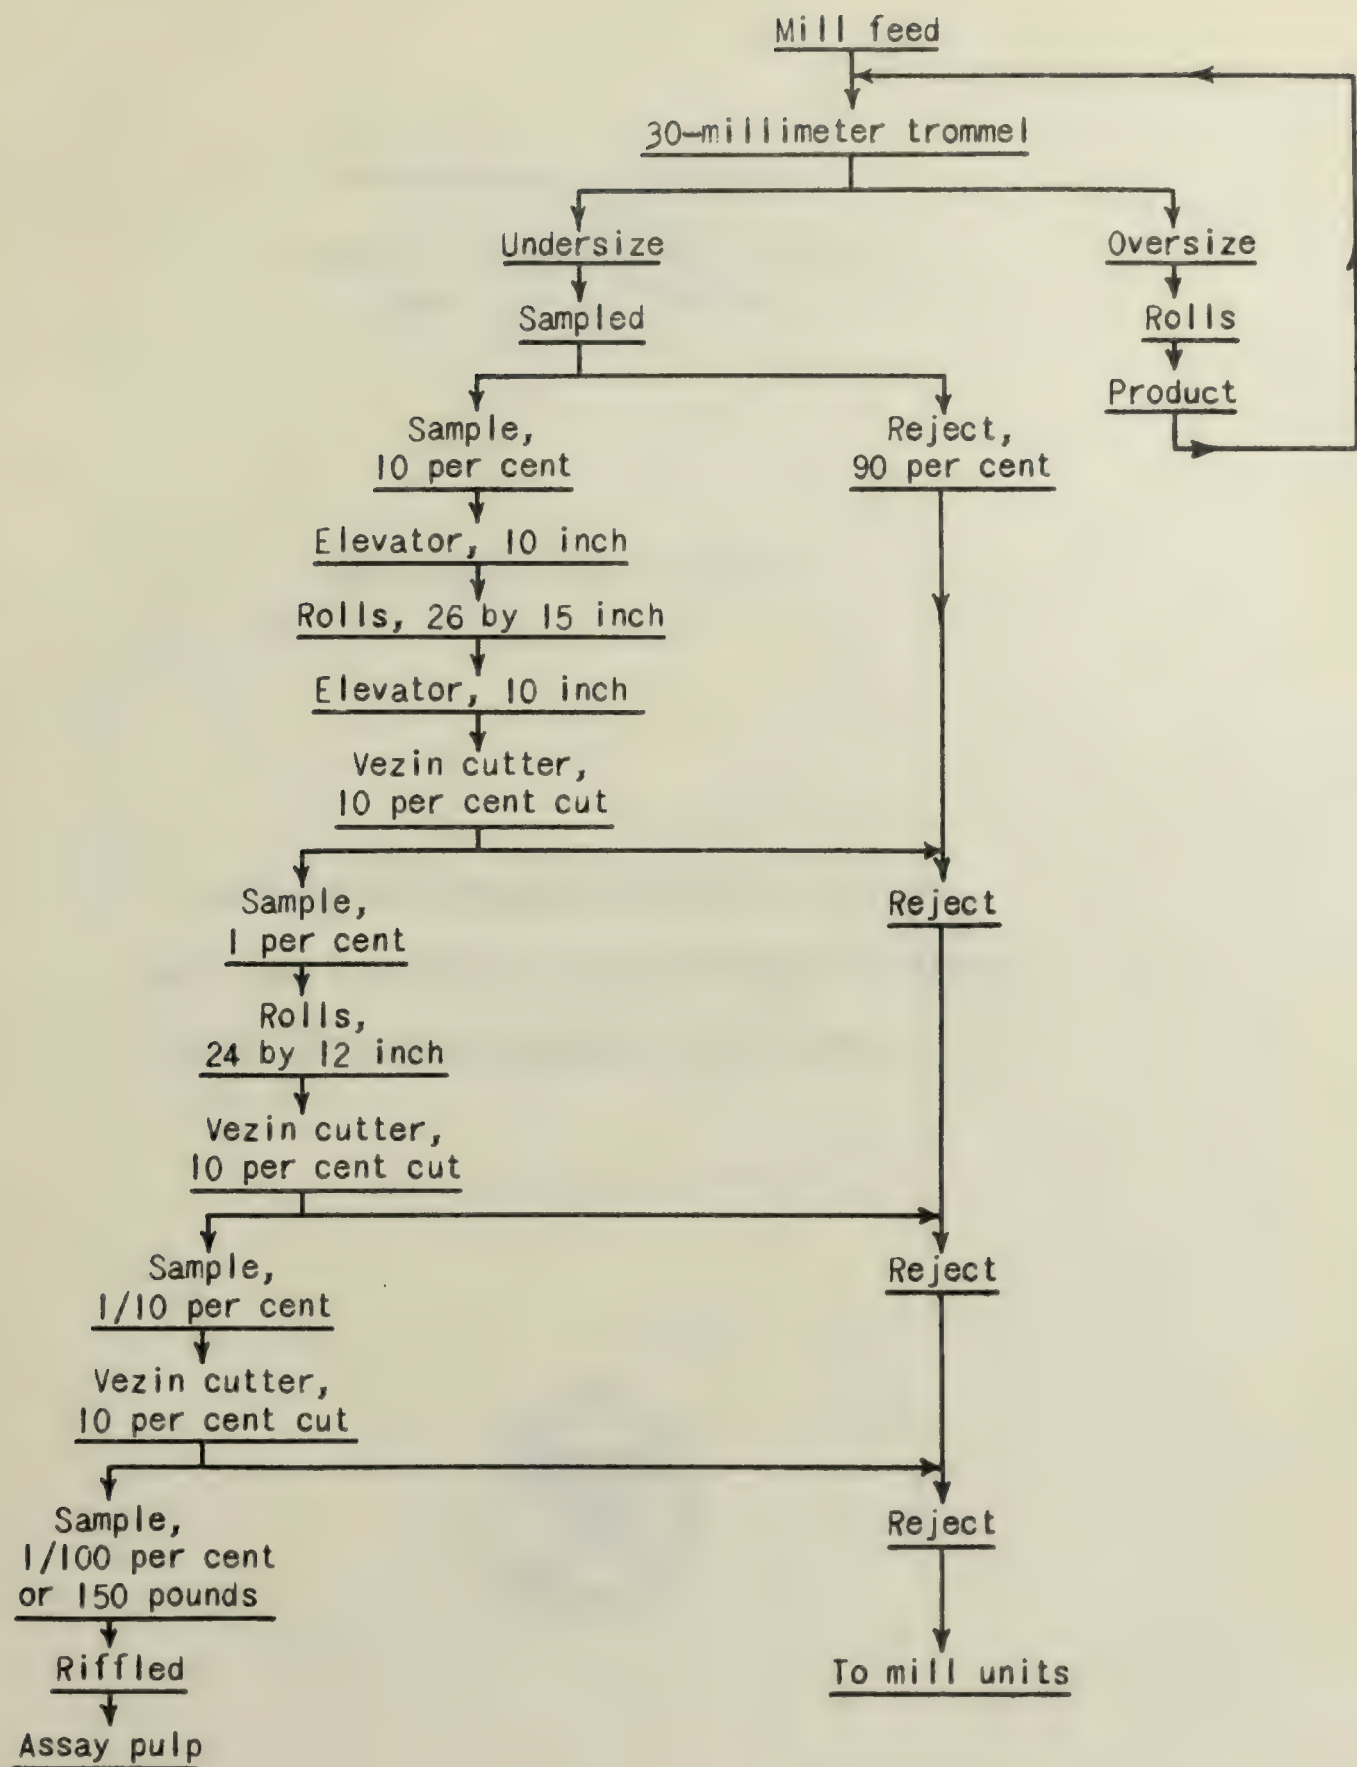 Mill feed
30-millimeter trommel
Undersize
Oversize
Sampled
Rolls
Product
Sample,
10 per cent
Reject,
90 per cent
Elevator, 10 inch
Rolls, 26 by 15 inch
Elevator, 10 inch
Vezin cutter,
10 per cent cut
Sample,
1 per cent
Reject
Rolls,
24 by 12 inch
Vezin cutter,
10 per cent cut
Sample,
1/10 per cent
Reject
Vezin cutter,
10 per cent cut
Sample,
1/100 per cent
or 150 pounds
Reject
Riffled
To mill units
Assay pulp